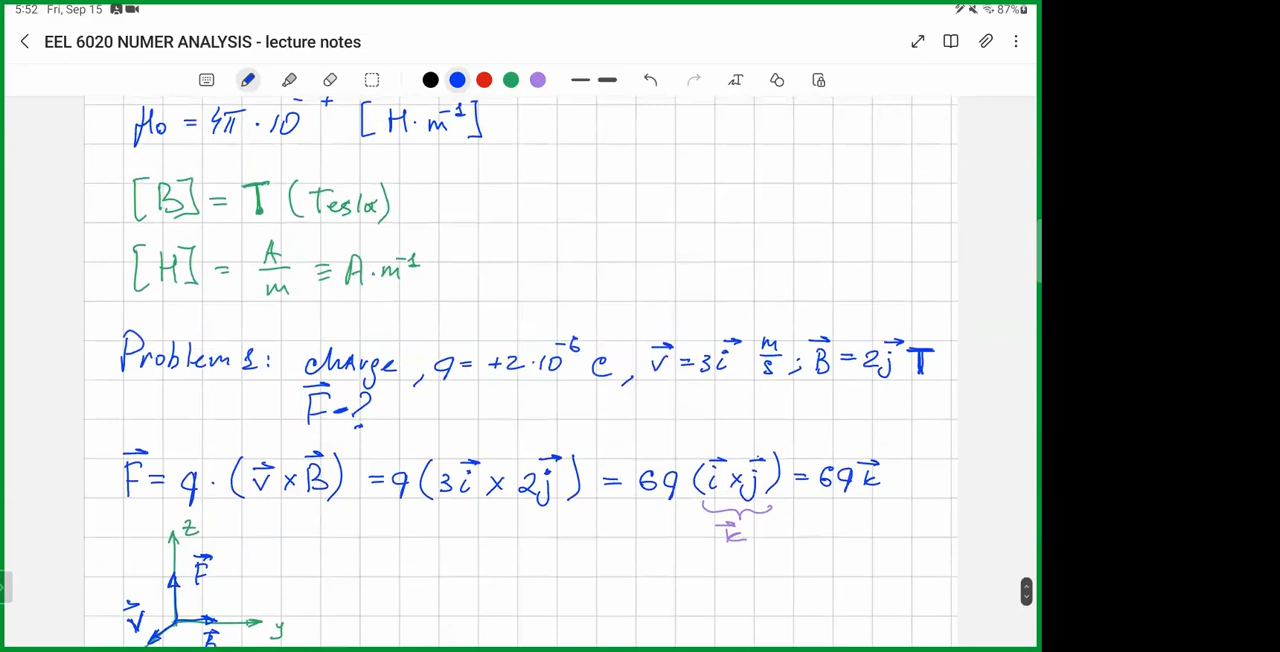 5:52 Fri, Sep 15 87%
EEL 6020 NUMER ANALYSIS - lecture notes
μ₀ = 4π · 10⁻⁷ [H · m⁻¹]
[B] = T (Tesla)
[H] = A/m ≡ A · m⁻¹
Problem 1: charge, q = +2 · 10⁻⁶ C, v⃗ = 3i⃗ m/s ; B⃗ = 2j⃗ T
F⃗ - ?
F⃗ = q · (v⃗ × B⃗) = q (3i⃗ × 2j⃗) = 6q (i⃗ × j⃗) = 6q k⃗
k⃗
z
F⃗
v⃗
y
B⃗